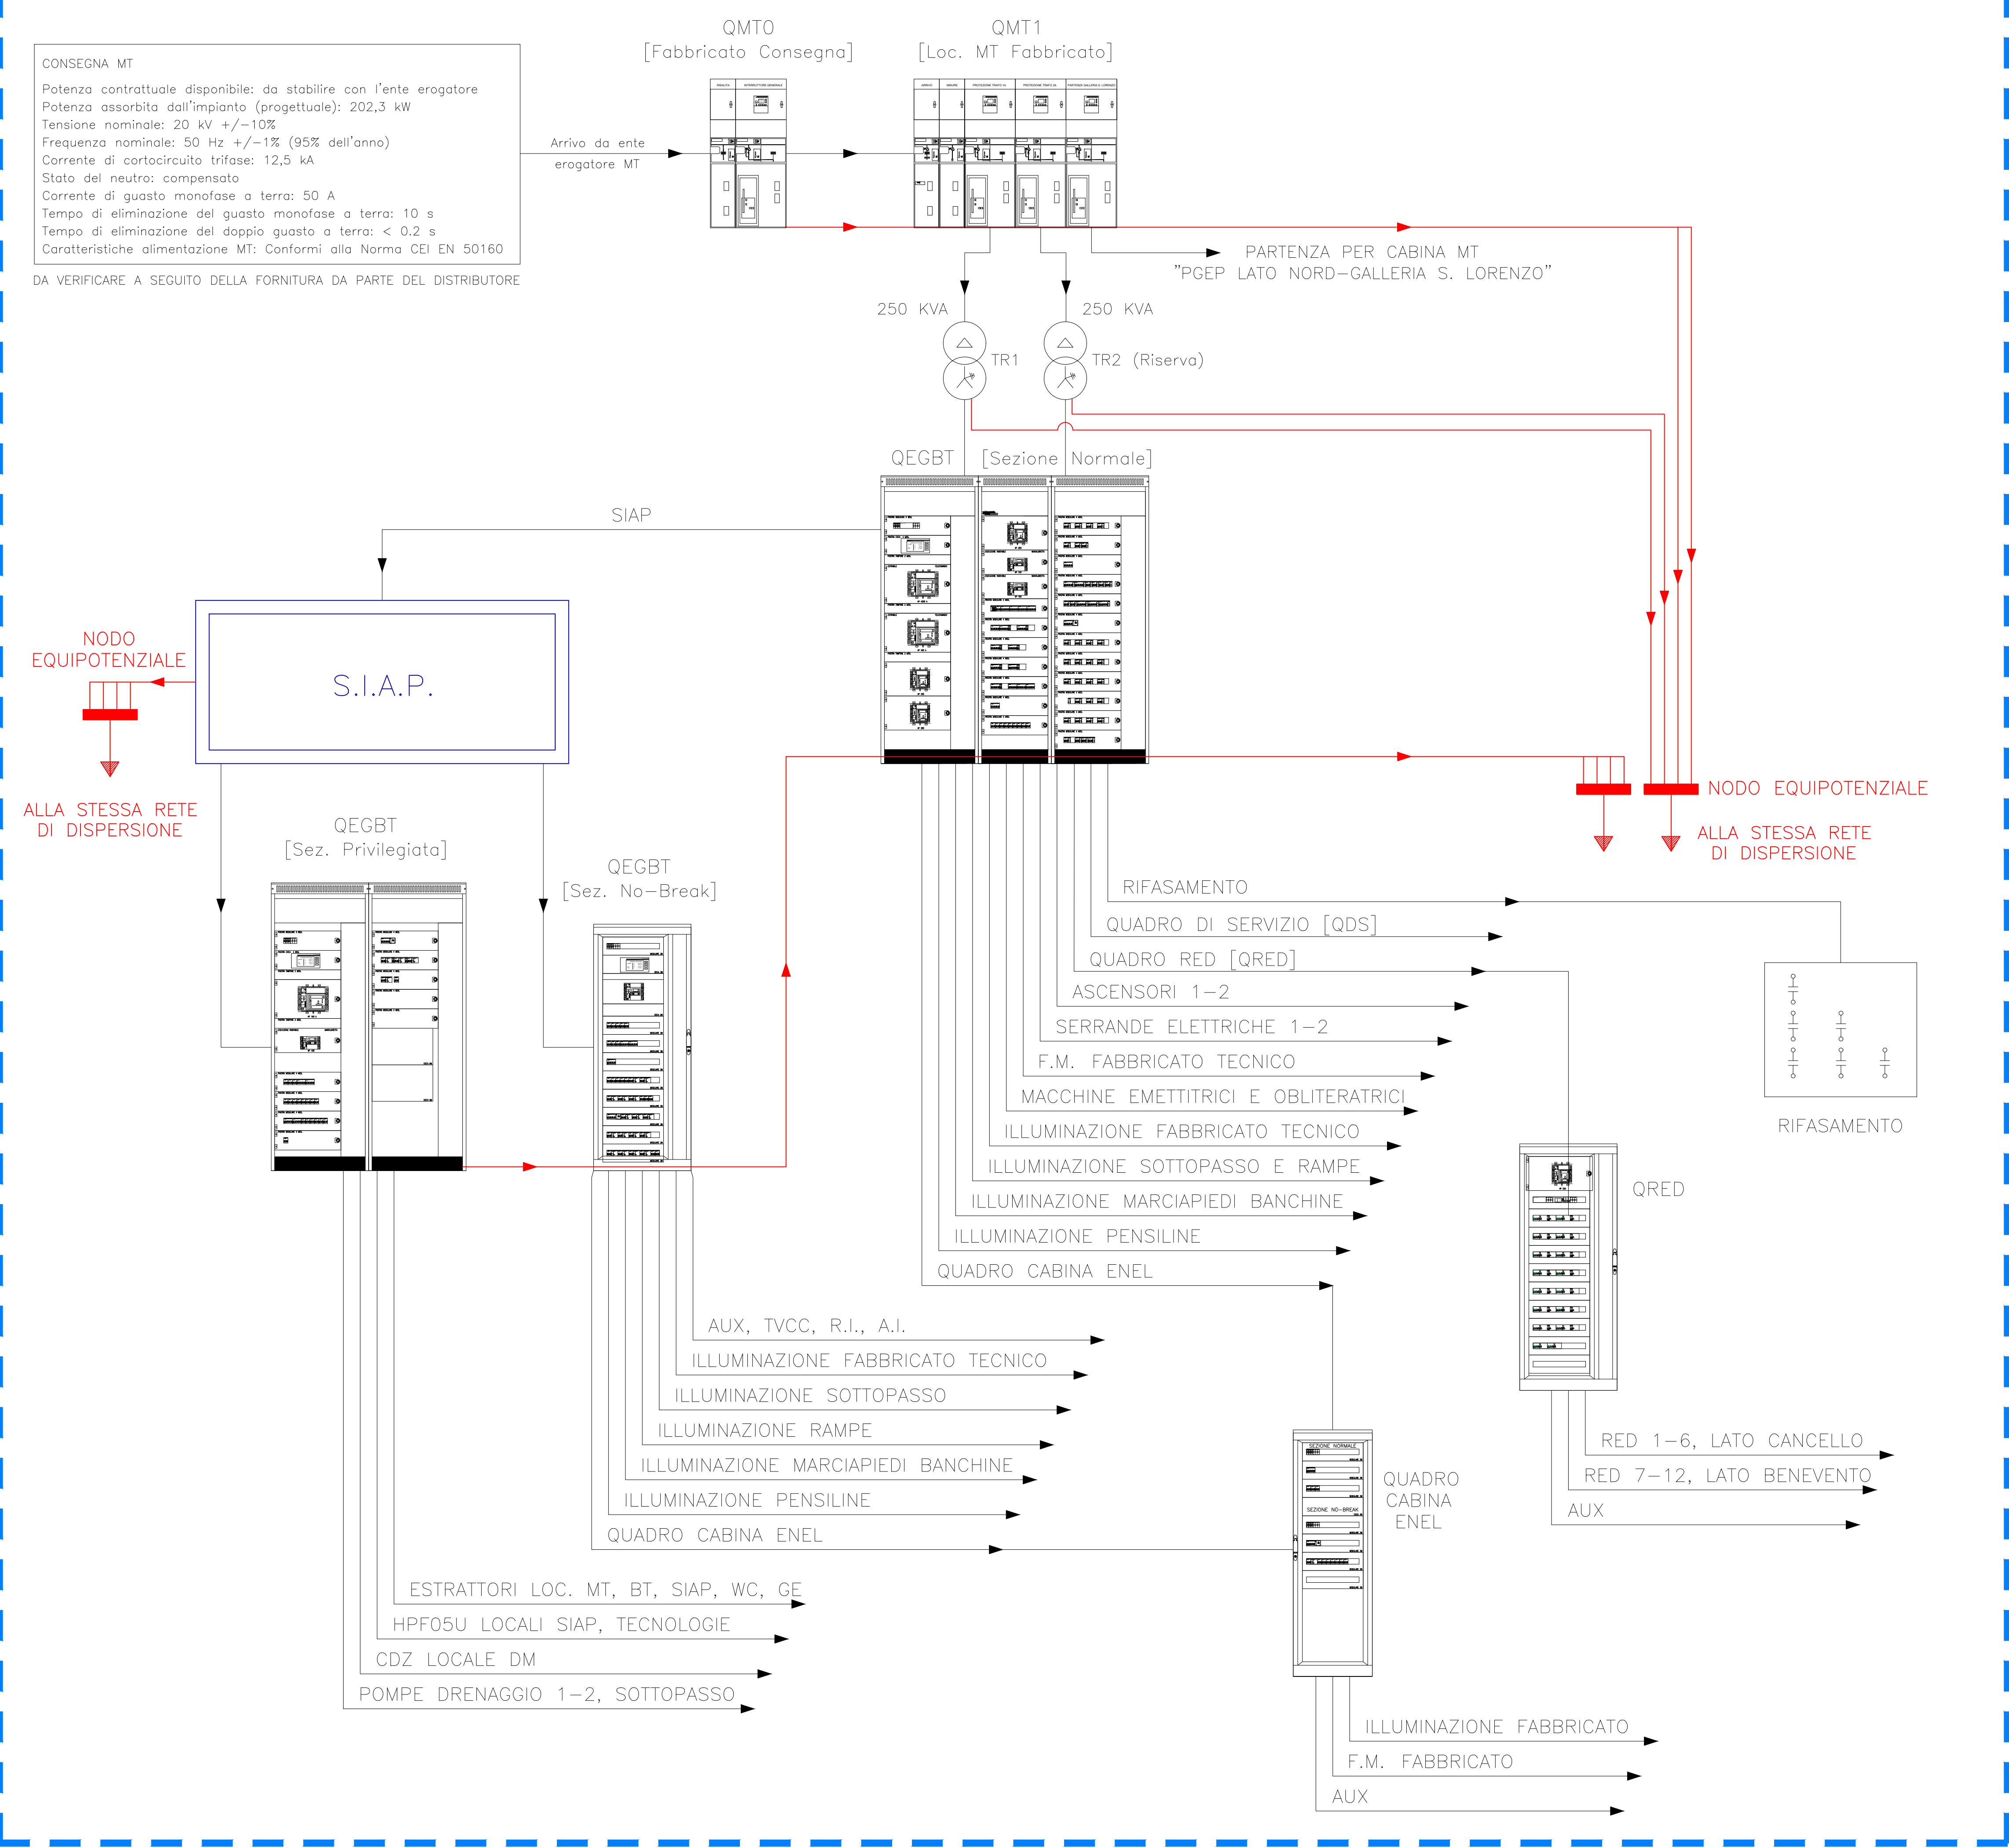 QMT0
[Fabbricato Consegna]
QMT1
[Loc. MT Fabbricato]
CONSEGNA MT
Potenza contrattuale disponibile: da stabilire con l'ente erogatore
Potenza assorbita dall'impianto (progettuale): 202,3 kW
Tensione nominale: 20 kV +/-10%
Frequenza nominale: 50 Hz +/-1% (95% dell'anno)
Corrente di cortocircuito trifase: 12,5 kA
Stato del neutro: compensato
Corrente di guasto monofase a terra: 50 A
Tempo di eliminazione del guasto monofase a terra: 10 s
Tempo di eliminazione del doppio guasto a terra: < 0.2 s
Caratteristiche alimentazione MT: Conformi alla Norma CEI EN 50160
DA VERIFICARE A SEGUITO DELLA FORNITURA DA PARTE DEL DISTRIBUTORE
Arrivo da ente
erogatore MT
PARTENZA PER CABINA MT
"PGEP LATO NORD-GALLERIA S. LORENZO"
250 KVA
250 KVA
TR1
TR2 (Riserva)
QEGBT [Sezione Normale]
SIAP
S.I.A.P.
NODO
EQUIPOTENZIALE
ALLA STESSA RETE
DI DISPERSIONE
NODO EQUIPOTENZIALE
ALLA STESSA RETE
DI DISPERSIONE
QEGBT
[Sez. Privilegiata]
QEGBT
[Sez. No-Break]
RIFASAMENTO
QUADRO DI SERVIZIO [QDS]
QUADRO RED [QRED]
ASCENSORI 1-2
SERRANDE ELETTRICHE 1-2
F.M. FABBRICATO TECNICO
MACCHINE EMETTITRICI E OBLITERATRICI
ILLUMINAZIONE FABBRICATO TECNICO
ILLUMINAZIONE SOTTOPASSO E RAMPE
ILLUMINAZIONE MARCIAPIEDI BANCHINE
ILLUMINAZIONE PENSILINE
QUADRO CABINA ENEL
RIFASAMENTO
QRED
AUX, TVCC, R.I., A.I.
ILLUMINAZIONE FABBRICATO TECNICO
ILLUMINAZIONE SOTTOPASSO
ILLUMINAZIONE RAMPE
ILLUMINAZIONE MARCIAPIEDI BANCHINE
ILLUMINAZIONE PENSILINE
QUADRO CABINA ENEL
RED 1-6, LATO CANCELLO
RED 7-12, LATO BENEVENTO
AUX
SEZIONE NORMALE
SEZIONE NO-BREAK
QUADRO
CABINA
ENEL
ESTRATTORI LOC. MT, BT, SIAP, WC, GE
HPF05U LOCALI SIAP, TECNOLOGIE
CDZ LOCALE DM
POMPE DRENAGGIO 1-2, SOTTOPASSO
ILLUMINAZIONE FABBRICATO
F.M. FABBRICATO
AUX